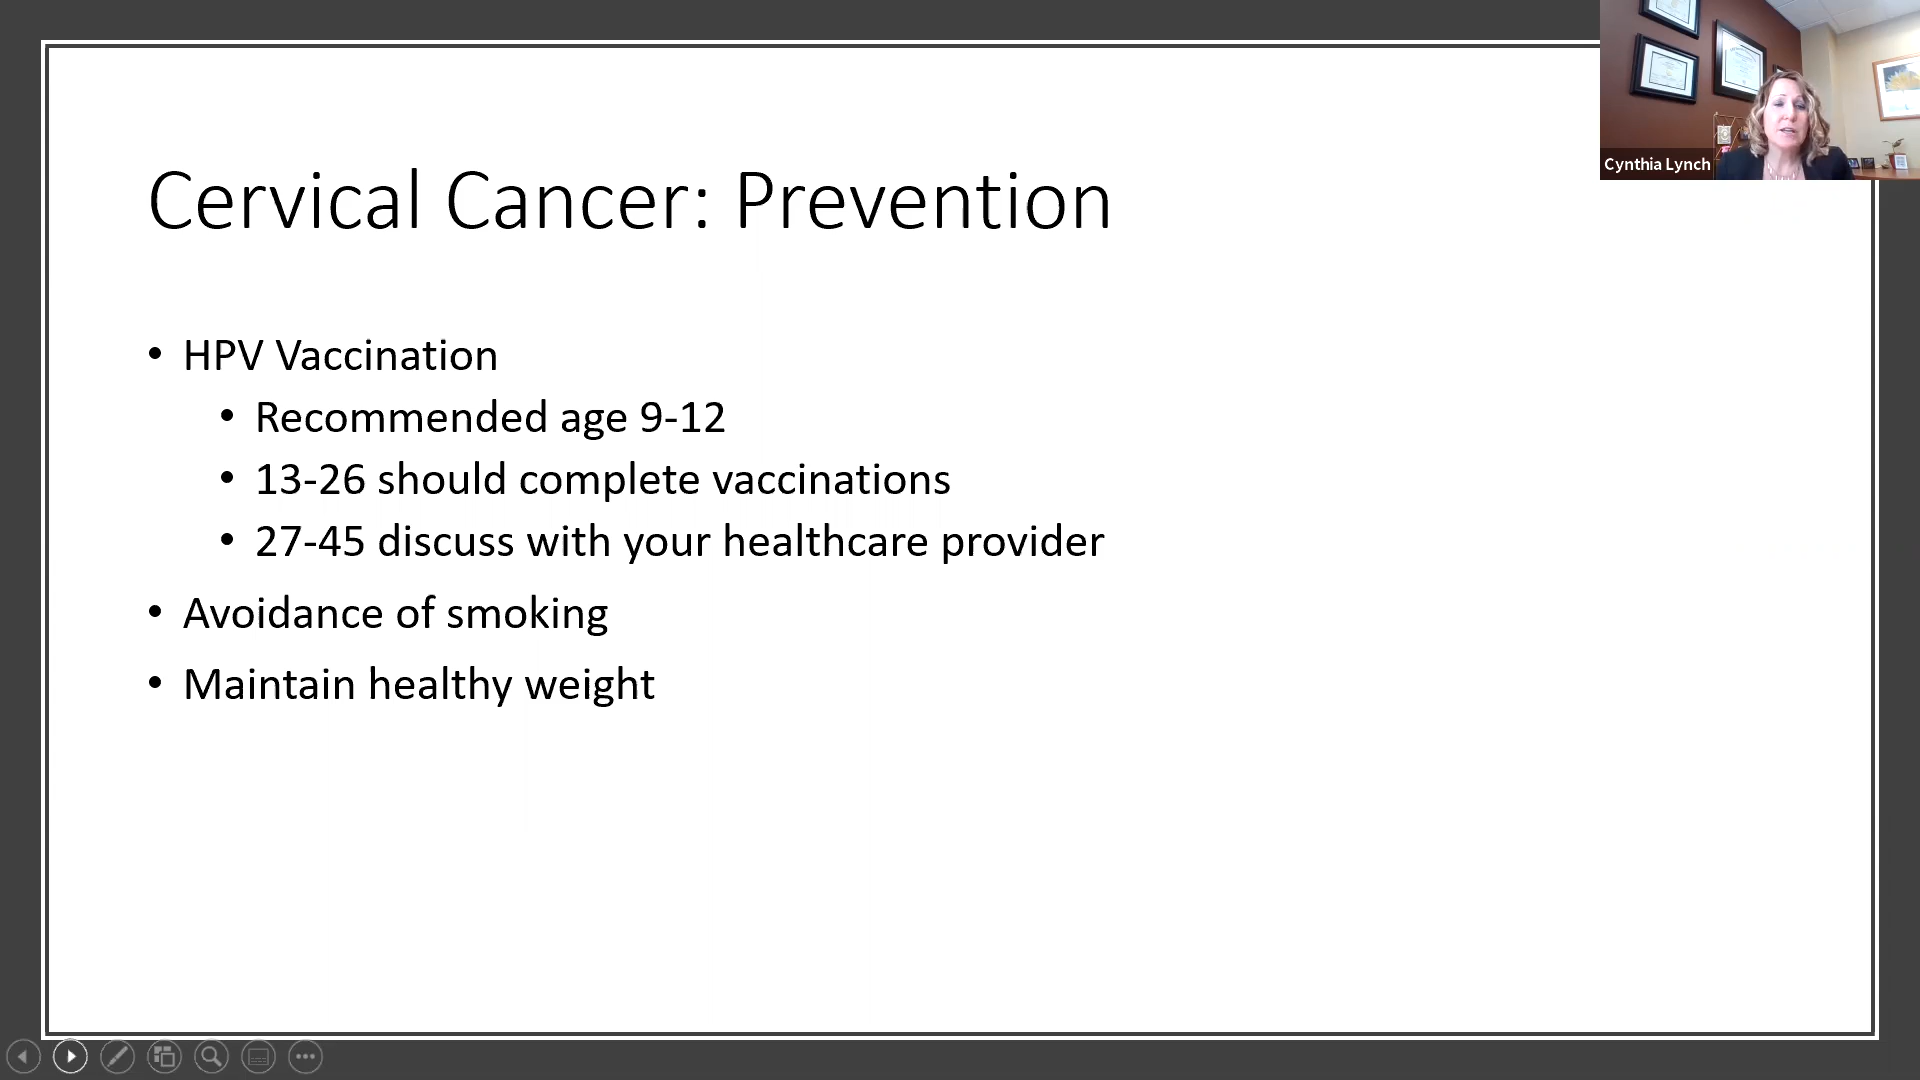 Cynthia Lynch
Cervical Cancer: Prevention
• HPV Vaccination
• Recommended age 9-12
• 13-26 should complete vaccinations
• 27-45 discuss with your healthcare provider
• Avoidance of smoking
• Maintain healthy weight